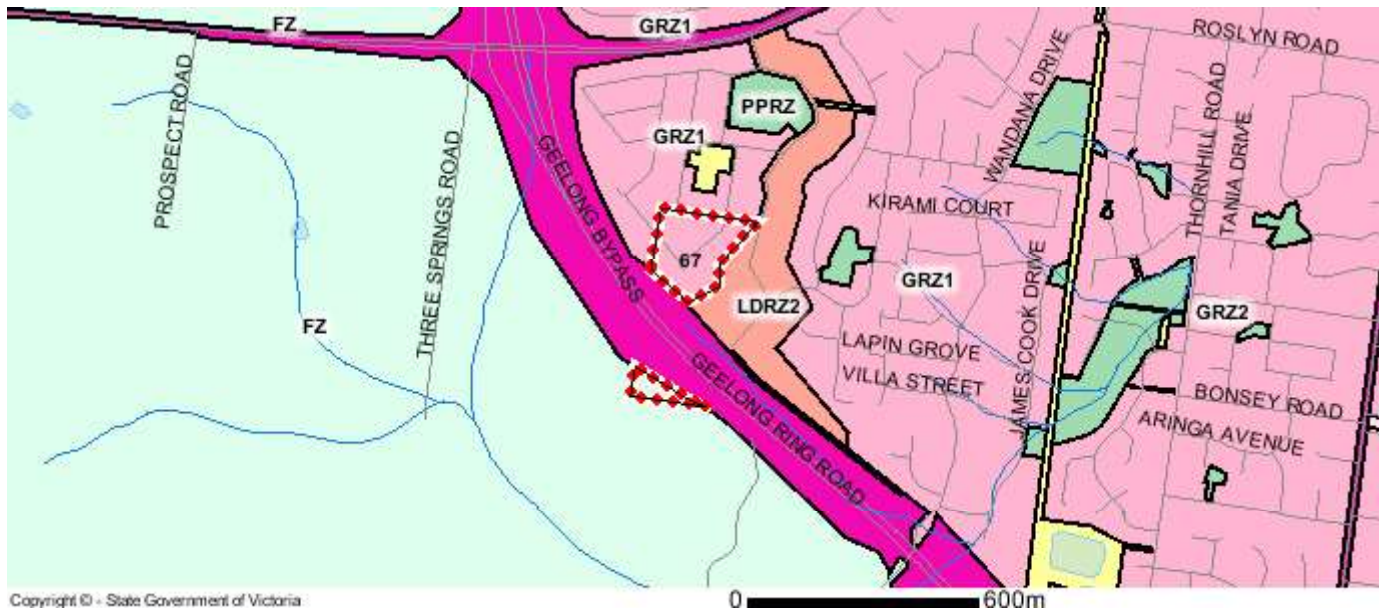 FZ
GRZ1
ROSLYN ROAD
PROSPECT ROAD
THREE SPRINGS ROAD
GEELONG BYPASS
PPRZ
GRZ1
WANDANA DRIVE
THORNHILL ROAD
TANIA DRIVE
KIRAMI COURT
67
LDRZ2
GRZ1
JAMES COOK DRIVE
GRZ2
FZ
LAPIN GROVE
VILLA STREET
GEELONG RING ROAD
BONSEY ROAD
ARINGA AVENUE
Copyright © - State Government of Victoria
0 600m